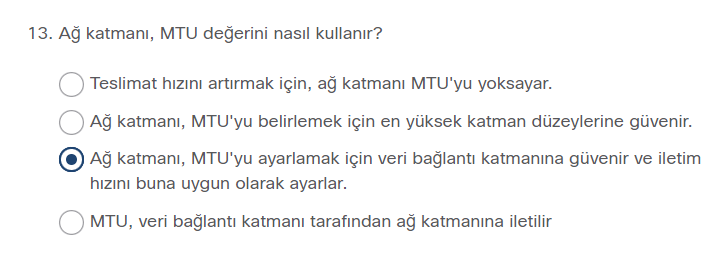 13. Ağ katmanı, MTU değerini nasıl kullanır?
Teslimat hızını artırmak için, ağ katmanı MTU'yu yoksayar.
Ağ katmanı, MTU'yu belirlemek için en yüksek katman düzeylerine güvenir.
Ağ katmanı, MTU'yu ayarlamak için veri bağlantı katmanına güvenir ve iletim
hızını buna uygun olarak ayarlar.
MTU, veri bağlantı katmanı tarafından ağ katmanına iletilir